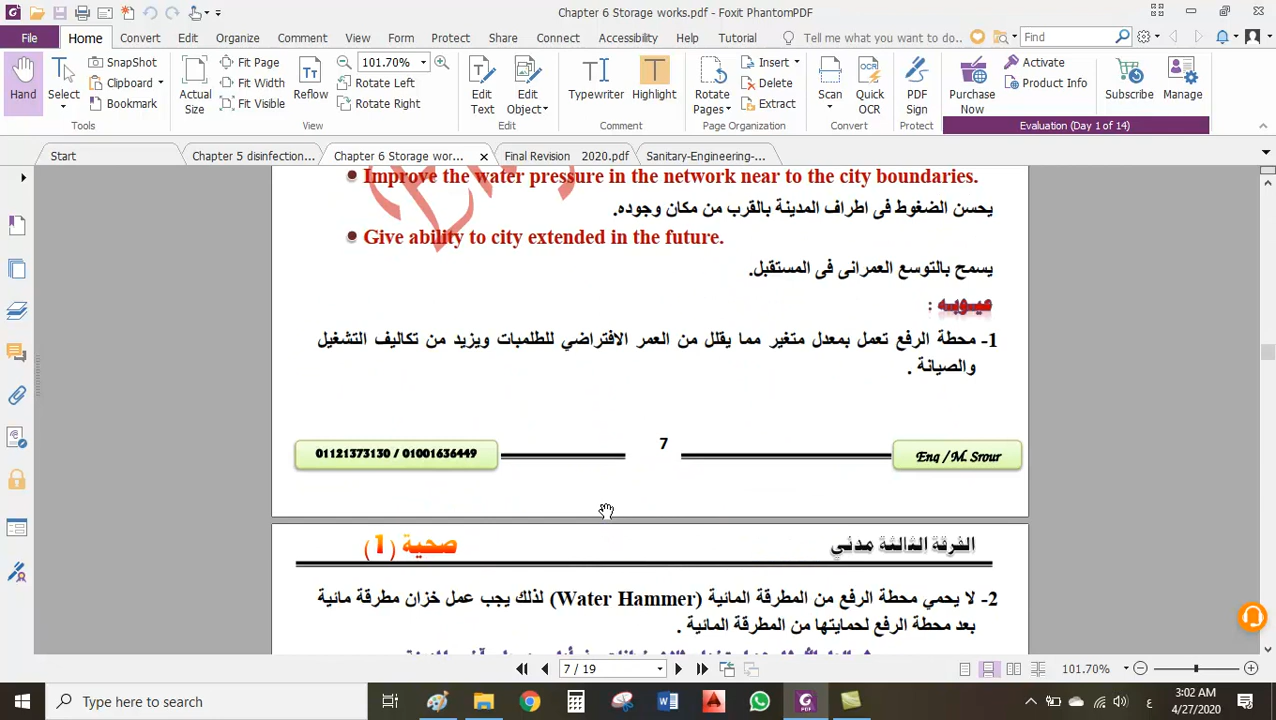 Chapter 6 Storage works.pdf - Foxit PhantomPDF
File Home Convert Edit Organize Comment View Form Protect Share Connect Accessibility Help Tutorial Tell me what you want to do.. Find
Hand
Select
SnapShot
Clipboard
Bookmark
Tools
Actual Size
Fit Page
Fit Width
Fit Visible
Reflow
101.70%
Rotate Left
Rotate Right
View
Edit Text
Edit Object
Edit
Typewriter
Highlight
Comment
Rotate Pages
Insert
Delete
Extract
Page Organization
Scan
Quick OCR
Convert
PDF Sign
Protect
Purchase Now
Activate
Product Info
Subscribe
Manage
Evaluation (Day 1 of 14)
Start
Chapter 5 disinfection...
Chapter 6 Storage wor...
Final Revision 2020.pdf
Sanitary-Engineering-...
Improve the water pressure in the network near to the city boundaries.
يحسن الضغوط فى اطراف المدينة بالقرب من مكان وجوده.
Give ability to city extended in the future.
يسمح بالتوسع العمرانى فى المستقبل.
عيوبه :
1- محطة الرفع تعمل بمعدل متغير مما يقلل من العمر الافتراضي للطلمبات ويزيد من تكاليف التشغيل
والصيانة .
01121373130 / 01001636449
7
Eng / M. Srour
الفرقة الثالثة مدني
صحية (1)
2- لا يحمي محطة الرفع من المطرقة المائية (Water Hammer) لذلك يجب عمل خزان مطرقة مائية
بعد محطة الرفع لحمايتها من المطرقة المائية .
7 / 19
101.70%
Type here to search
3:02 AM
4/27/2020